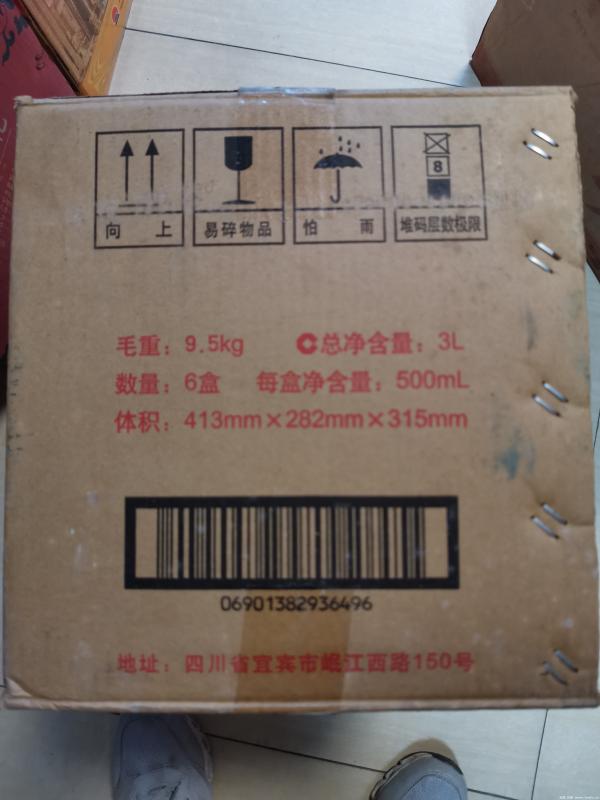 8
向 上 易碎物品 怕 雨 堆码层数极限
毛重：9.5kg 总净含量：3L
数量：6盒 每盒净含量：500mL
体积：413mm×282mm×315mm
06901382936496
地址：四川省宜宾市岷江西路150号